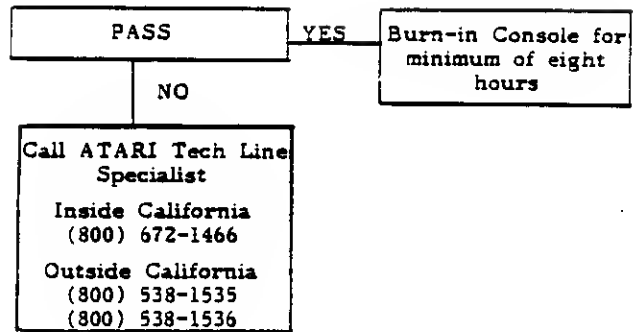 PASS
YES
Burn-in Console for
minimum of eight
hours
NO
Call ATARI Tech Line
Specialist
Inside California
(800) 672-1466
Outside California
(800) 538-1535
(800) 538-1536